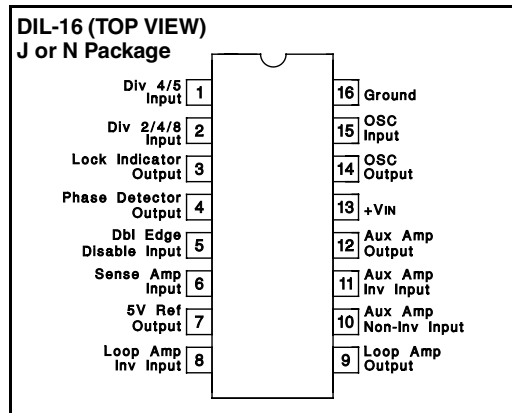 DIL-16 (TOP VIEW)
J or N Package
Div 4/5
Input
1
Div 2/4/8
Input
2
Lock Indicator
Output
3
Phase Detector
Output
4
Dbl Edge
Disable Input
5
Sense Amp
Input
6
5V Ref
Output
7
Loop Amp
Inv Input
8
16 Ground
15 OSC
Input
14 OSC
Output
13 +VIN
12 Aux Amp
Output
11 Aux Amp
Inv Input
10 Aux Amp
Non-Inv Input
9 Loop Amp
Output